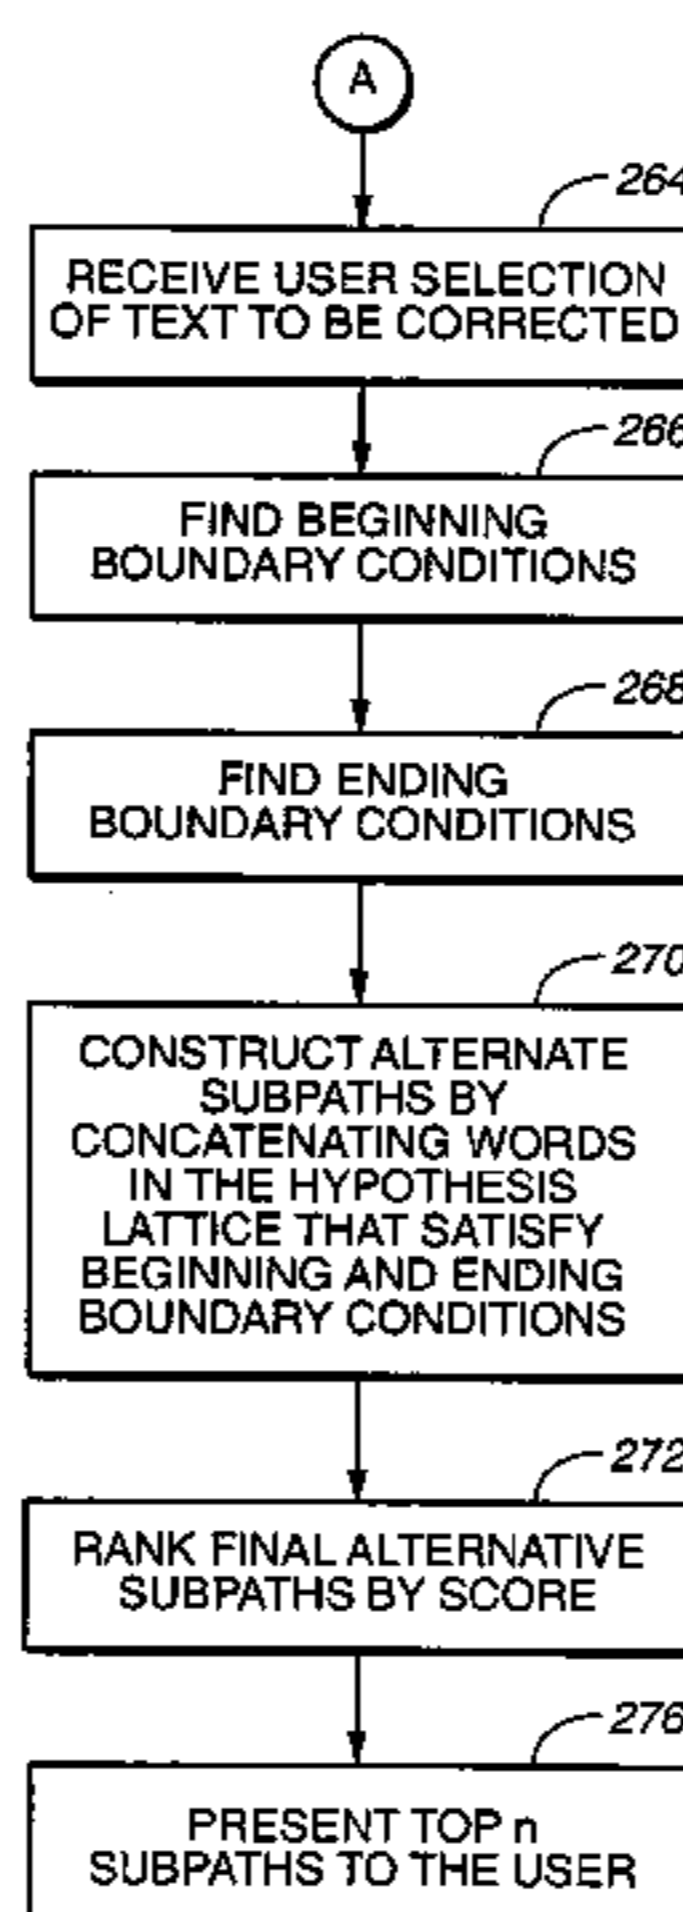 A
264
RECEIVE USER SELECTION
OF TEXT TO BE CORRECTED
266
FIND BEGINNING
BOUNDARY CONDITIONS
268
FIND ENDING
BOUNDARY CONDITIONS
270
CONSTRUCT ALTERNATE
SUBPATHS BY
CONCATENATING WORDS
IN THE HYPOTHESIS
LATTICE THAT SATISFY
BEGINNING AND ENDING
BOUNDARY CONDITIONS
272
RANK FINAL ALTERNATIVE
SUBPATHS BY SCORE
276
PRESENT TOP n
SUBPATHS TO THE USER